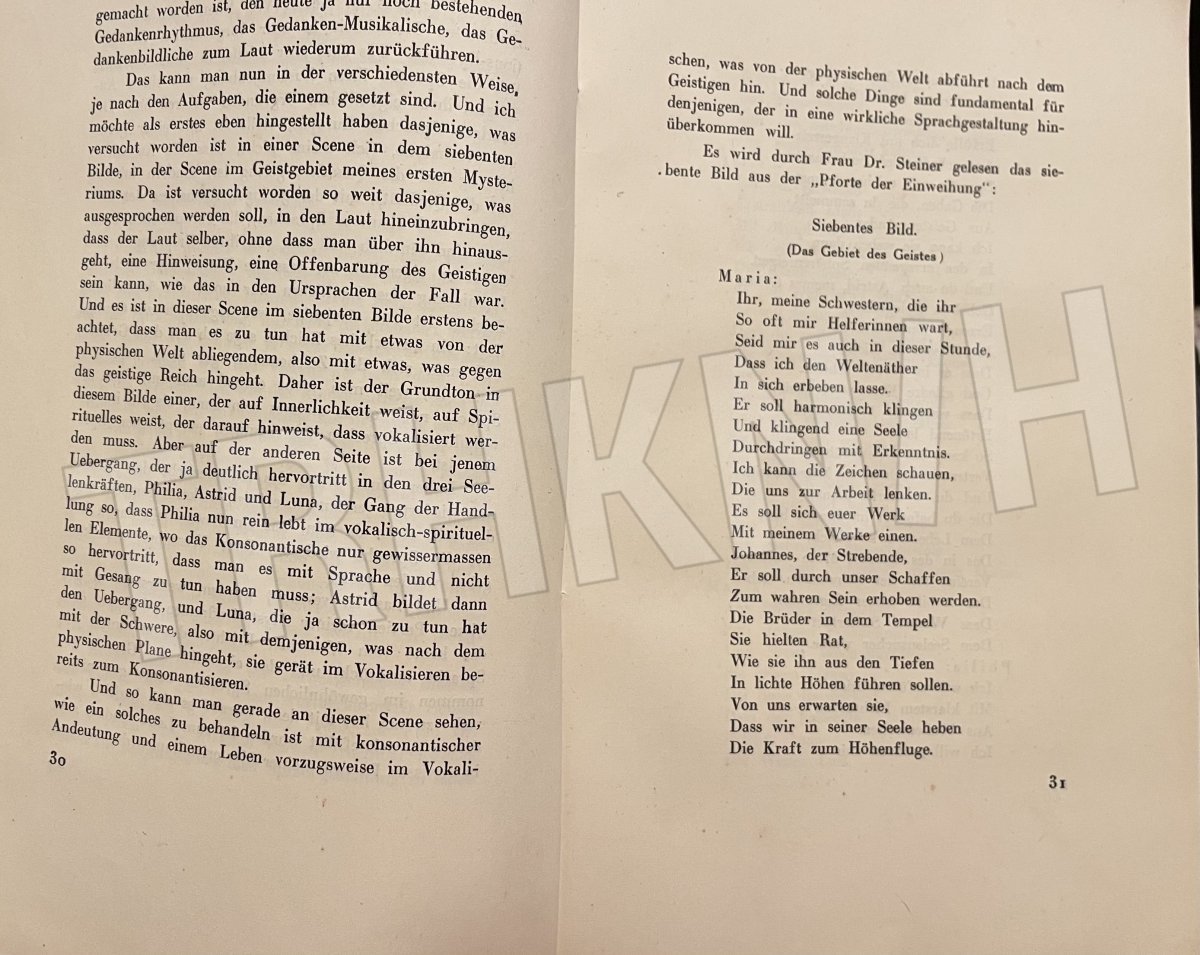 gemacht worden ist, den heute ja nur noch bestehenden
Gedankenrhythmus, das Gedanken-Musikalische, das Ge-
dankenbildliche zum Laut wiederum zurückführen.
Das kann man nun in der verschiedensten Weise,
je nach den Aufgaben, die einem gesetzt sind. Und ich
möchte als erstes eben hingestellt haben dasjenige, was
versucht worden ist in einer Scene in dem siebenten
Bilde, in der Scene im Geistgebiet meines ersten Myste-
riums. Da ist versucht worden so weit dasjenige, was
ausgesprochen werden soll, in den Laut hineinzubringen,
dass der Laut selber, ohne dass man über ihn hinaus-
geht, eine Hinweisung, eine Offenbarung des Geistigen
sein kann, wie das in den Ursprachen der Fall war.
Und es ist in dieser Scene im siebenten Bilde erstens be-
achtet, dass man es zu tun hat mit etwas von der
physischen Welt abliegendem, also mit etwas, was gegen
das geistige Reich hingeht. Daher ist der Grundton in
diesem Bilde einer, der auf Innerlichkeit weist, auf Spi-
rituelles weist, der darauf hinweist, dass vokalisiert wer-
den muss. Aber auf der anderen Seite ist bei jenem
Uebergang, der ja deutlich hervortritt in den drei See-
lenkräften, Philia, Astrid und Luna, der Gang der Hand-
lung so, dass Philia nun rein lebt im vokalisch-spirituel-
len Elemente, wo das Konsonantische nur gewissermassen
so hervortritt, dass man es mit Sprache und nicht
mit Gesang zu tun haben muss; Astrid bildet dann
den Uebergang, und Luna, die ja schon zu tun hat
mit der Schwere, also mit demjenigen, was nach dem
physischen Plane hingeht, sie gerät im Vokalisieren be-
reits zum Konsonantisieren.
Und so kann man gerade an dieser Scene sehen,
wie ein solches zu behandeln ist mit konsonantischer
Andeutung und einem Leben vorzugsweise im Vokali-
30
schen, was von der physischen Welt abführt nach dem
Geistigen hin. Und solche Dinge sind fundamental für
denjenigen, der in eine wirkliche Sprachgestaltung hin-
überkommen will.
Es wird durch Frau Dr. Steiner gelesen das sie-
bente Bild aus der „Pforte der Einweihung“:
Siebentes Bild.
(Das Gebiet des Geistes)
Maria:
Ihr, meine Schwestern, die ihr
So oft mir Helferinnen wart,
Seid mir es auch in dieser Stunde,
Dass ich den Weltenäther
In sich erbeben lasse.
Er soll harmonisch klingen
Und klingend eine Seele
Durchdringen mit Erkenntnis.
Ich kann die Zeichen schauen,
Die uns zur Arbeit lenken.
Es soll sich euer Werk
Mit meinem Werke einen.
Johannes, der Strebende,
Er soll durch unser Schaffen
Zum wahren Sein erhoben werden.
Die Brüder in dem Tempel
Sie hielten Rat,
Wie sie ihn aus den Tiefen
In lichte Höhen führen sollen.
Von uns erwarten sie,
Dass wir in seiner Seele heben
Die Kraft zum Höhenfluge.
31